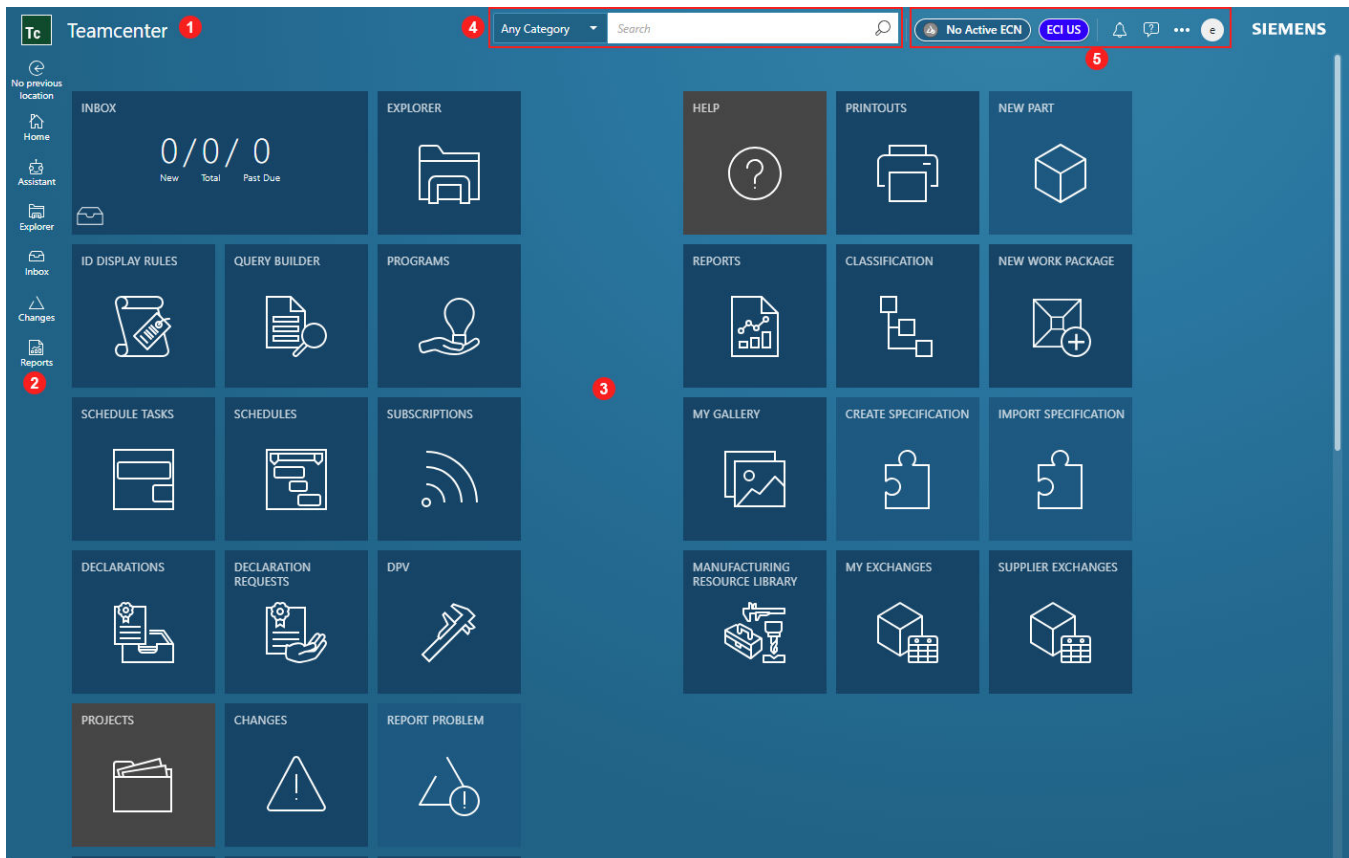 Tc Teamcenter 1
4 Any Category Search No Active ECN ECI US e SIEMENS
5
No previous
location
Home
Assistant
Explorer
Inbox
Changes
Reports
2
INBOX
0/0/0
New Total Past Due
EXPLORER
HELP
?
PRINTOUTS
NEW PART
ID DISPLAY RULES
QUERY BUILDER
PROGRAMS
REPORTS
CLASSIFICATION
NEW WORK PACKAGE
3
SCHEDULE TASKS
SCHEDULES
SUBSCRIPTIONS
MY GALLERY
CREATE SPECIFICATION
IMPORT SPECIFICATION
DECLARATIONS
DECLARATION
REQUESTS
DPV
MANUFACTURING
RESOURCE LIBRARY
MY EXCHANGES
SUPPLIER EXCHANGES
PROJECTS
CHANGES
REPORT PROBLEM